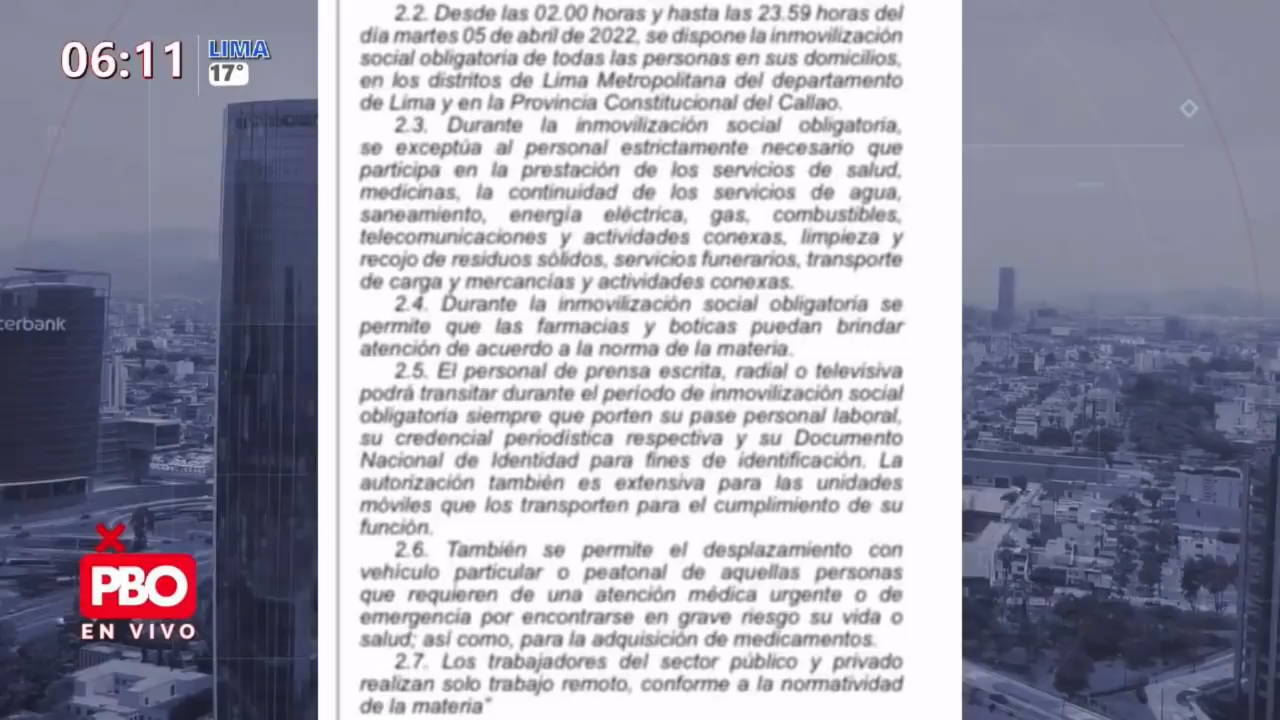 06:11
LIMA
17°
2.2. Desde las 02.00 horas y hasta las 23.59 horas del
día martes 05 de abril de 2022, se dispone la inmovilización
social obligatoria de todas las personas en sus domicilios,
en los distritos de Lima Metropolitana del departamento
de Lima y en la Provincia Constitucional del Callao.
2.3. Durante la inmovilización social obligatoria,
se exceptúa al personal estrictamente necesario que
participa en la prestación de los servicios de salud,
medicinas, la continuidad de los servicios de agua,
saneamiento, energía eléctrica, gas, combustibles,
telecomunicaciones y actividades conexas, limpieza y
recojo de residuos sólidos, servicios funerarios, transporte
de carga y mercancías y actividades conexas.
2.4. Durante la inmovilización social obligatoria se
permite que las farmacias y boticas puedan brindar
atención de acuerdo a la norma de la materia.
2.5. El personal de prensa escrita, radial o televisiva
podrá transitar durante el periodo de inmovilización social
obligatoria siempre que porten su pase personal laboral,
su credencial periodística respectiva y su Documento
Nacional de Identidad para fines de identificación. La
autorización también es extensiva para las unidades
móviles que los transporten para el cumplimiento de su
función.
2.6. También se permite el desplazamiento con
vehículo particular o peatonal de aquellas personas
que requieren de una atención médica urgente o de
emergencia por encontrarse en grave riesgo su vida o
salud; así como, para la adquisición de medicamentos.
2.7. Los trabajadores del sector público y privado
realizan solo trabajo remoto, conforme a la normatividad
de la materia"
terbank
PBO
EN VIVO